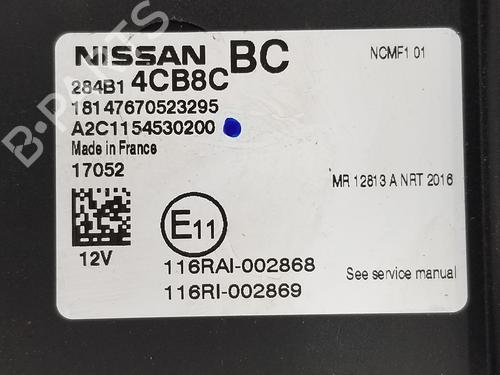 NISSAN BC
NCMF1 01
284B1 4CB8C
18147670523295
A2C1154530200
Made in France
17052
MR 12813 A NRT 2016
E11
12V
116RAI-002868
116RI-002869
See service manual
B-PARTS